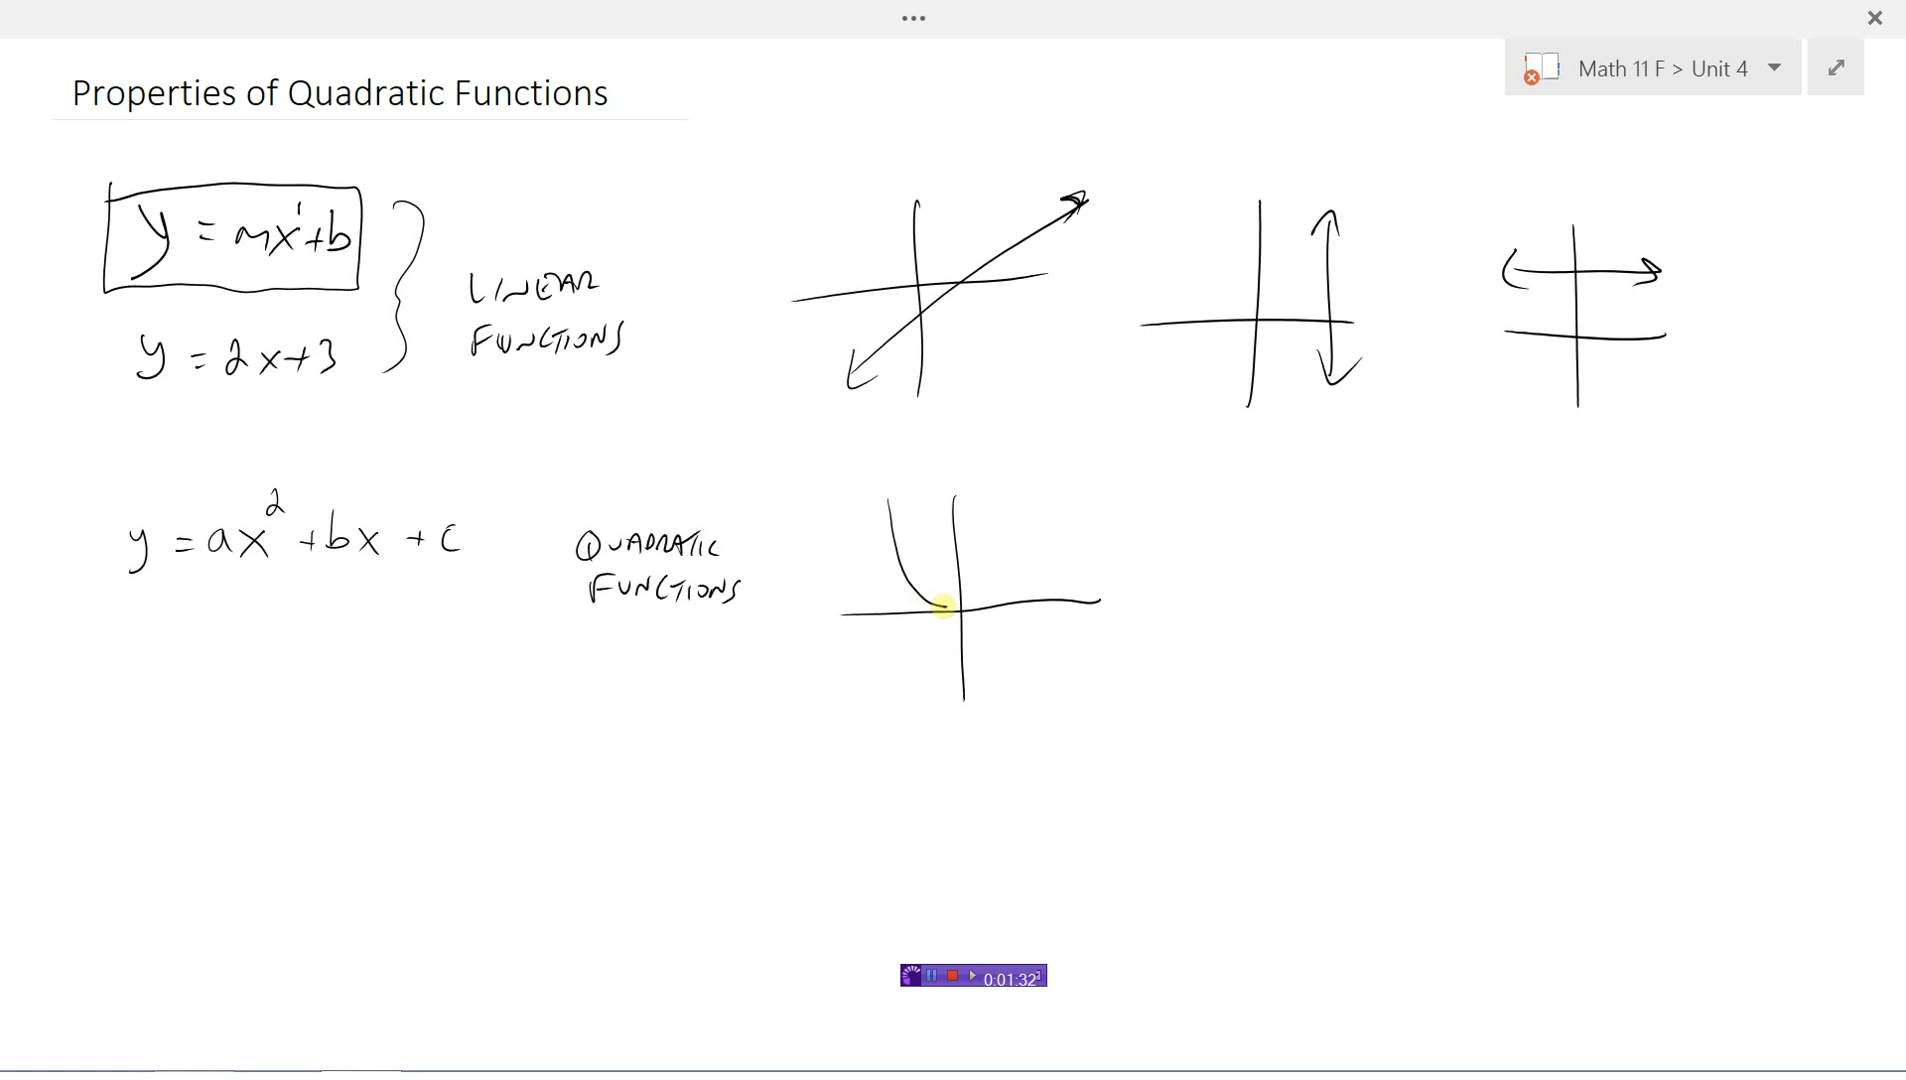 Math 11 F > Unit 4
Properties of Quadratic Functions
y = mx¹+b
y = 2x+3
LINEAR
FUNCTIONS
y = ax² + bx + c
QUADRATIC
FUNCTIONS
0:01:32